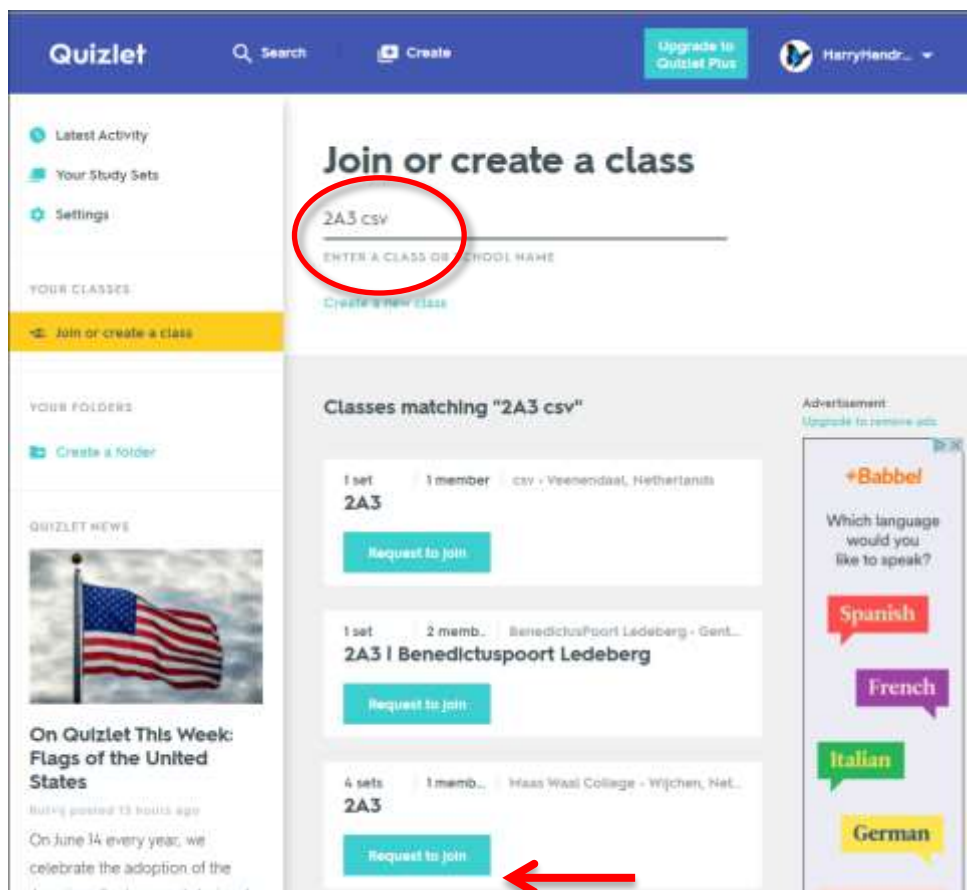 Quizlet
Search
Create
Upgrade to
Quizlet Plus
HarryHendr...
Latest Activity
Your Study Sets
Settings
YOUR CLASSES
Join or create a class
YOUR FOLDERS
Create a folder
QUIZLET NEWS
On Quizlet This Week:
Flags of the United
States
posted 13 hours ago
On June 14 every year, we
celebrate the adoption of the
Join or create a class
2A3 csv
ENTER A CLASS OR SCHOOL NAME
Create a new class
Classes matching "2A3 csv"
1 set 1 member csv - Veenendaal, Netherlands
2A3
Request to join
1 set 2 memb... BenedictusPoort Ledeberg - Gent...
2A3 | Benedictuspoort Ledeberg
Request to join
4 sets 1 memb... Maas Waal College - Wijchen, Net...
2A3
Request to join
Advertisement
Upgrade to remove ads
+Babbel
Which language
would you
like to speak?
Spanish
French
Italian
German